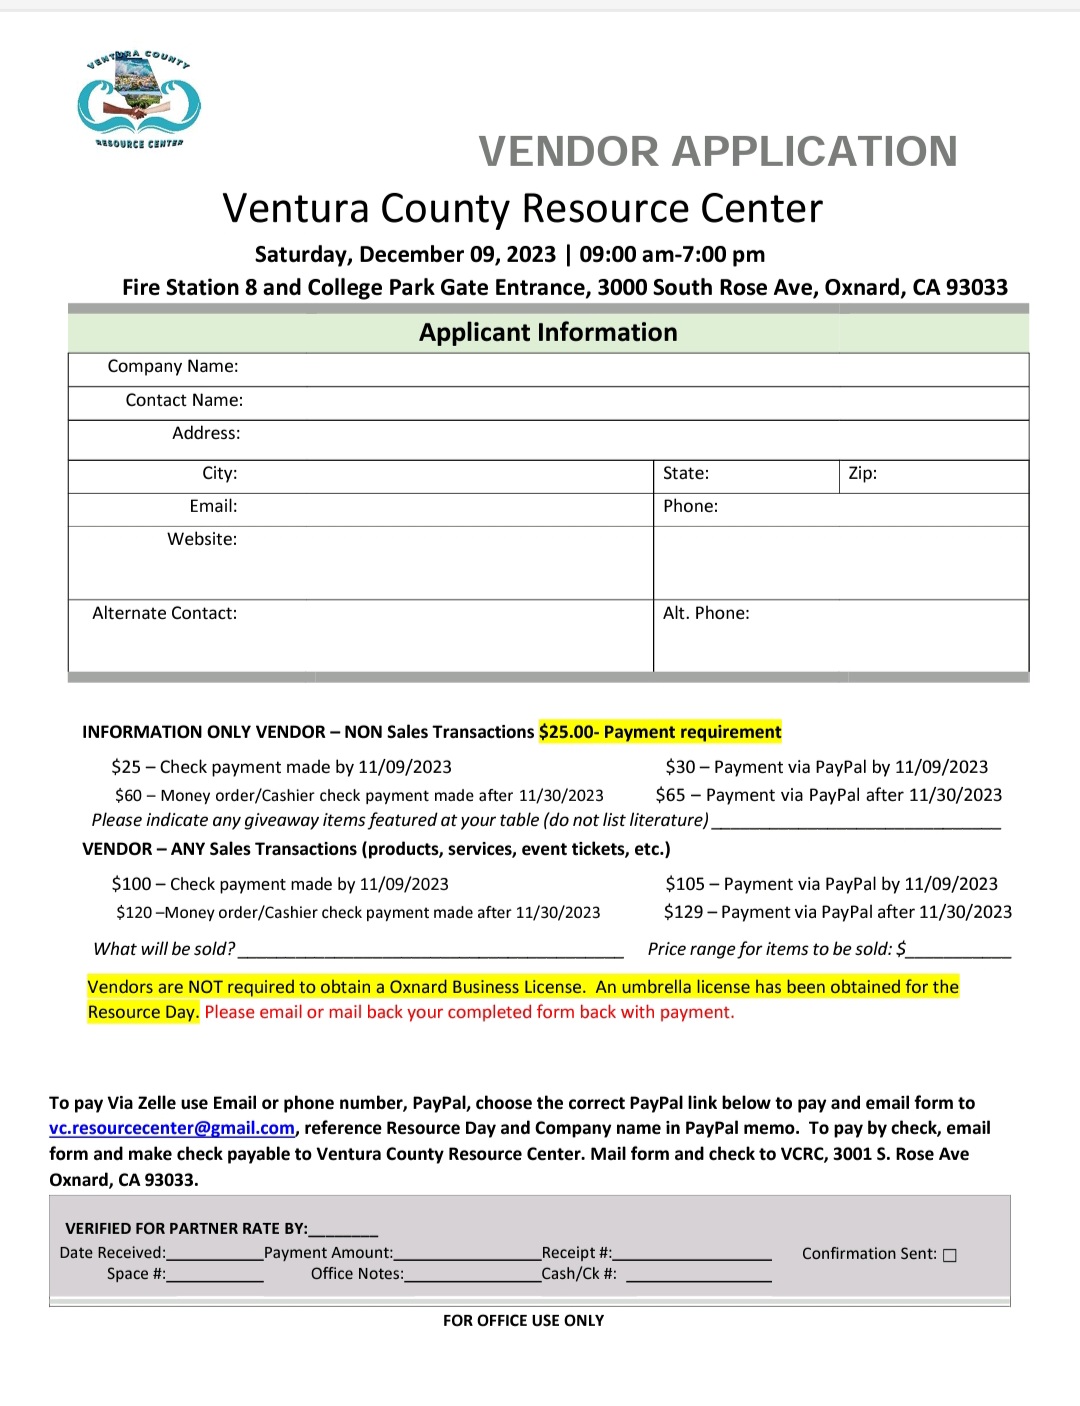 VENTURA COUNTY
RESOURCE CENTER
VENDOR APPLICATION
Ventura County Resource Center
Saturday, December 09, 2023 | 09:00 am-7:00 pm
Fire Station 8 and College Park Gate Entrance, 3000 South Rose Ave, Oxnard, CA 93033
Applicant Information
Company Name:
Contact Name:
Address:
City: State: Zip:
Email: Phone:
Website:
Alternate Contact: Alt. Phone:
INFORMATION ONLY VENDOR – NON Sales Transactions $25.00- Payment requirement
$25 – Check payment made by 11/09/2023 $30 – Payment via PayPal by 11/09/2023
$60 – Money order/Cashier check payment made after 11/30/2023 $65 – Payment via PayPal after 11/30/2023
Please indicate any giveaway items featured at your table (do not list literature)______________________________
VENDOR – ANY Sales Transactions (products, services, event tickets, etc.)
$100 – Check payment made by 11/09/2023 $105 – Payment via PayPal by 11/09/2023
$120 –Money order/Cashier check payment made after 11/30/2023 $129 – Payment via PayPal after 11/30/2023
What will be sold?________________________________________ Price range for items to be sold: $___________
Vendors are NOT required to obtain a Oxnard Business License. An umbrella license has been obtained for the
Resource Day. Please email or mail back your completed form back with payment.
To pay Via Zelle use Email or phone number, PayPal, choose the correct PayPal link below to pay and email form to
vc.resourcecenter@gmail.com, reference Resource Day and Company name in PayPal memo. To pay by check, email
form and make check payable to Ventura County Resource Center. Mail form and check to VCRC, 3001 S. Rose Ave
Oxnard, CA 93033.
VERIFIED FOR PARTNER RATE BY:________
Date Received:__________Payment Amount:_______________Receipt #:________________ Confirmation Sent: ☐
Space #:__________ Office Notes:______________Cash/Ck #: _______________
FOR OFFICE USE ONLY